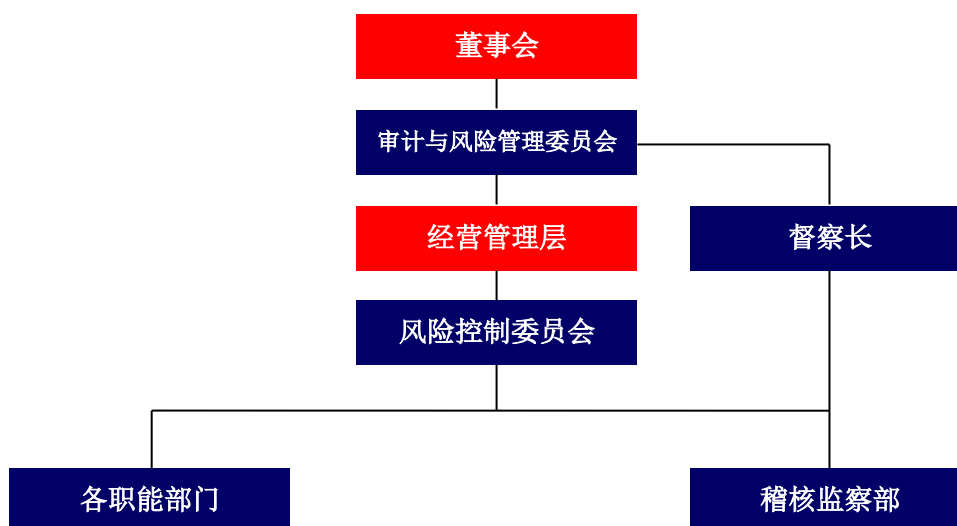 董事会
审计与风险管理委员会
经营管理层
督察长
风险控制委员会
各职能部门
稽核监察部